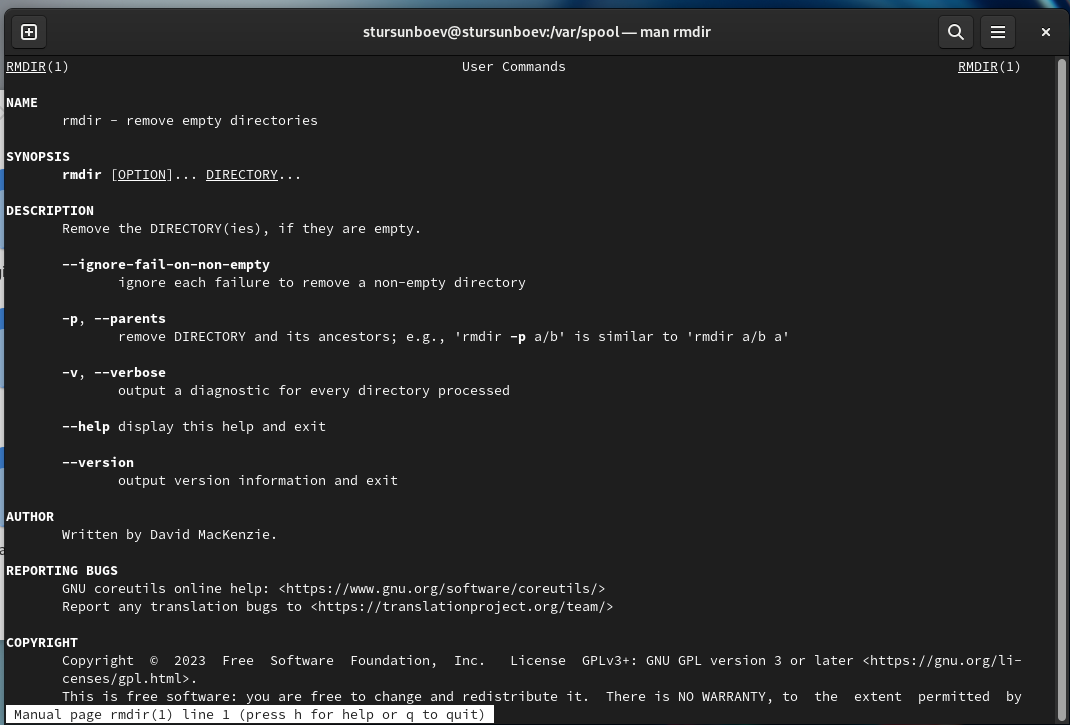 stursunboev@stursunboev:/var/spool — man rmdir
RMDIR(1) User Commands RMDIR(1)
NAME
rmdir - remove empty directories
SYNOPSIS
rmdir [OPTION]... DIRECTORY...
DESCRIPTION
Remove the DIRECTORY(ies), if they are empty.
--ignore-fail-on-non-empty
ignore each failure to remove a non-empty directory
-p, --parents
remove DIRECTORY and its ancestors; e.g., 'rmdir -p a/b' is similar to 'rmdir a/b a'
-v, --verbose
output a diagnostic for every directory processed
--help display this help and exit
--version
output version information and exit
AUTHOR
Written by David MacKenzie.
REPORTING BUGS
GNU coreutils online help: <https://www.gnu.org/software/coreutils/>
Report any translation bugs to <https://translationproject.org/team/>
COPYRIGHT
Copyright © 2023 Free Software Foundation, Inc. License GPLv3+: GNU GPL version 3 or later <https://gnu.org/li-
censes/gpl.html>.
This is free software: you are free to change and redistribute it. There is NO WARRANTY, to the extent permitted by
Manual page rmdir(1) line 1 (press h for help or q to quit)